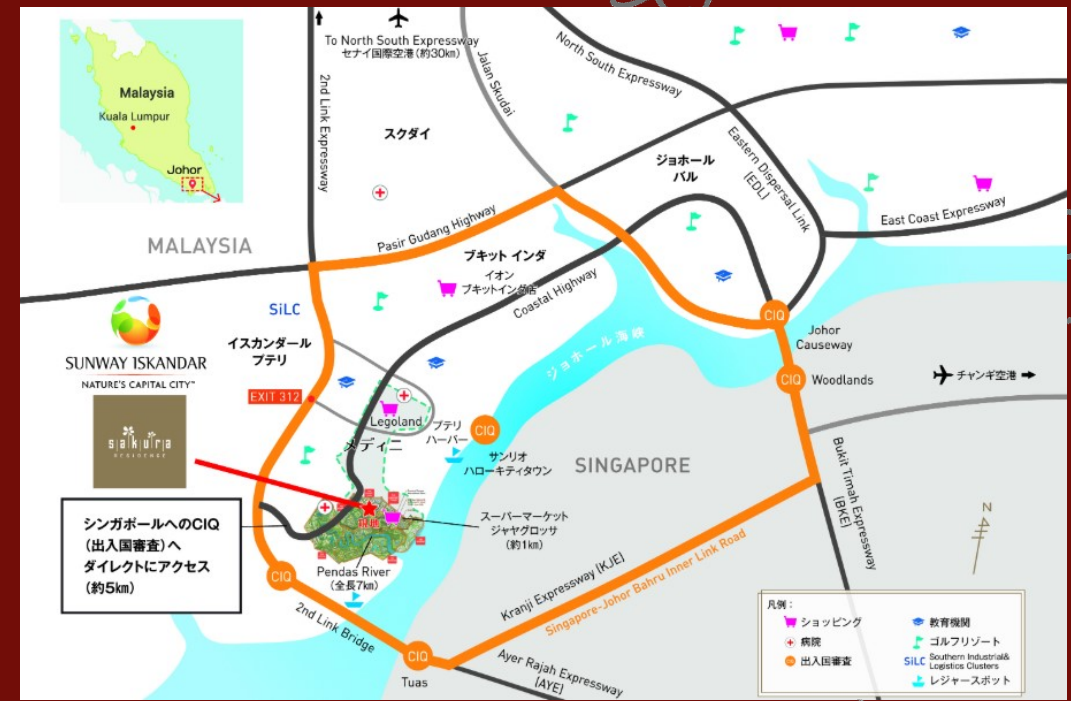 To North South Expressway
セナイ国際空港(約30km)
2nd Link Expressway
Jalan Skudai
North South Expressway
Malaysia
Kuala Lumpur
Johor
スクダイ
ジョホール
バル
Eastern Dispersal Link
[EDL]
East Coast Expressway
MALAYSIA
Pasir Gudang Highway
ブキット インダ
イオン
ブキットインダ店
Coastal Highway
SiLC
SUNWAY ISKANDAR
NATURE'S CAPITAL CITY™
イスカンダール
プテリ
ジョホール海峡
CIQ
Johor
Causeway
CIQ
Woodlands
チャンギ空港
EXIT 312
Legoland
メディニ
プテリ
ハーバー
CIQ
サンリオ
ハローキティタウン
SINGAPORE
sakura
RESIDENCE
シンガポールへのCIQ
(出入国審査)へ
ダイレクトにアクセス
(約5km)
現地
スーパーマーケット
ジャヤグロッサ
(約1km)
Pendas River
(全長7km)
CIQ
2nd Link Bridge
CIQ
Tuas
Kranji Expressway [KJE]
Singapore-Johor Bahru Inner Link Road
Ayer Rajah Expressway
[AYE]
Bukit Timah Expressway
[BKE]
N
凡例:
ショッピング
教育機関
病院
ゴルフリゾート
CIQ 出入国審査
SiLC Southern Industrial&
Logistics Clusters
レジャースポット